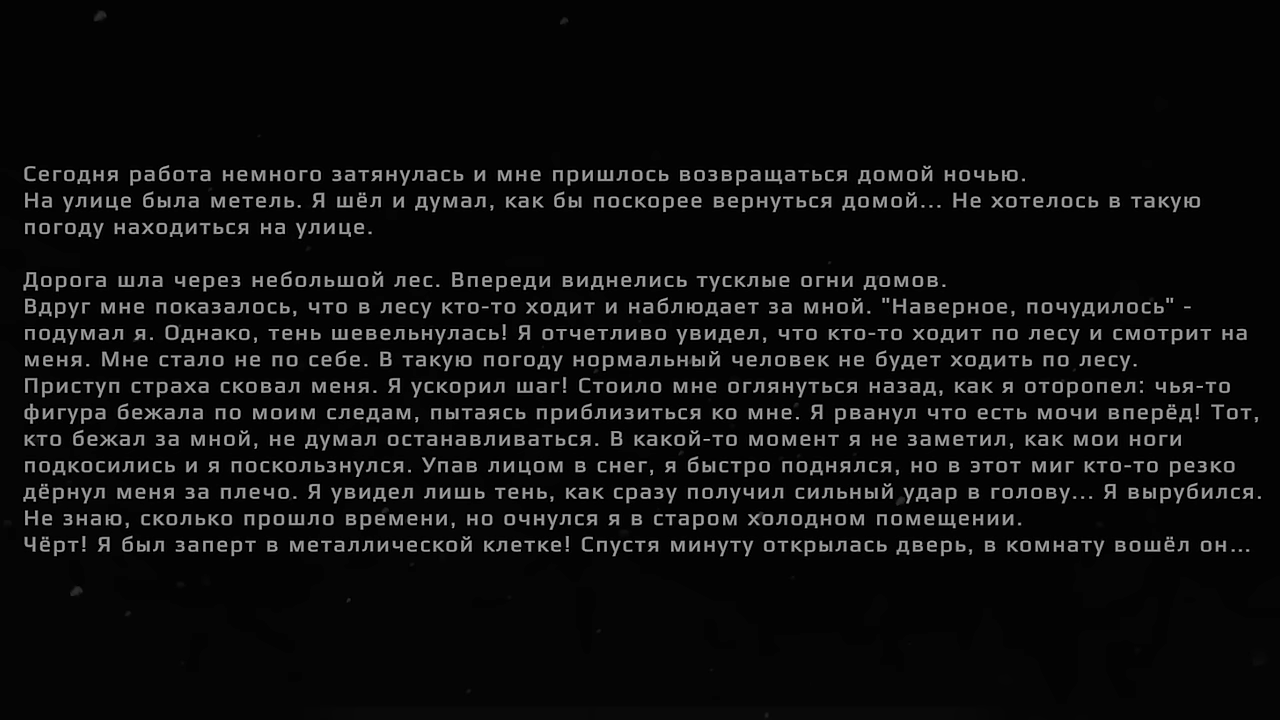 Сегодня работа немного затянулась и мне пришлось возвращаться домой ночью.
На улице была метель. Я шёл и думал, как бы поскорее вернуться домой... Не хотелось в такую
погоду находиться на улице.
Дорога шла через небольшой лес. Впереди виднелись тусклые огни домов.
Вдруг мне показалось, что в лесу кто-то ходит и наблюдает за мной. "Наверное, почудилось" -
подумал я. Однако, тень шевельнулась! Я отчетливо увидел, что кто-то ходит по лесу и смотрит на
меня. Мне стало не по себе. В такую погоду нормальный человек не будет ходить по лесу.
Приступ страха сковал меня. Я ускорил шаг! Стоило мне оглянуться назад, как я оторопел: чья-то
фигура бежала по моим следам, пытаясь приблизиться ко мне. Я рванул что есть мочи вперёд! Тот,
кто бежал за мной, не думал останавливаться. В какой-то момент я не заметил, как мои ноги
подкосились и я поскользнулся. Упав лицом в снег, я быстро поднялся, но в этот миг кто-то резко
дёрнул меня за плечо. Я увидел лишь тень, как сразу получил сильный удар в голову... Я вырубился.
Не знаю, сколько прошло времени, но очнулся я в старом холодном помещении.
Чёрт! Я был заперт в металлической клетке! Спустя минуту открылась дверь, в комнату вошёл он...